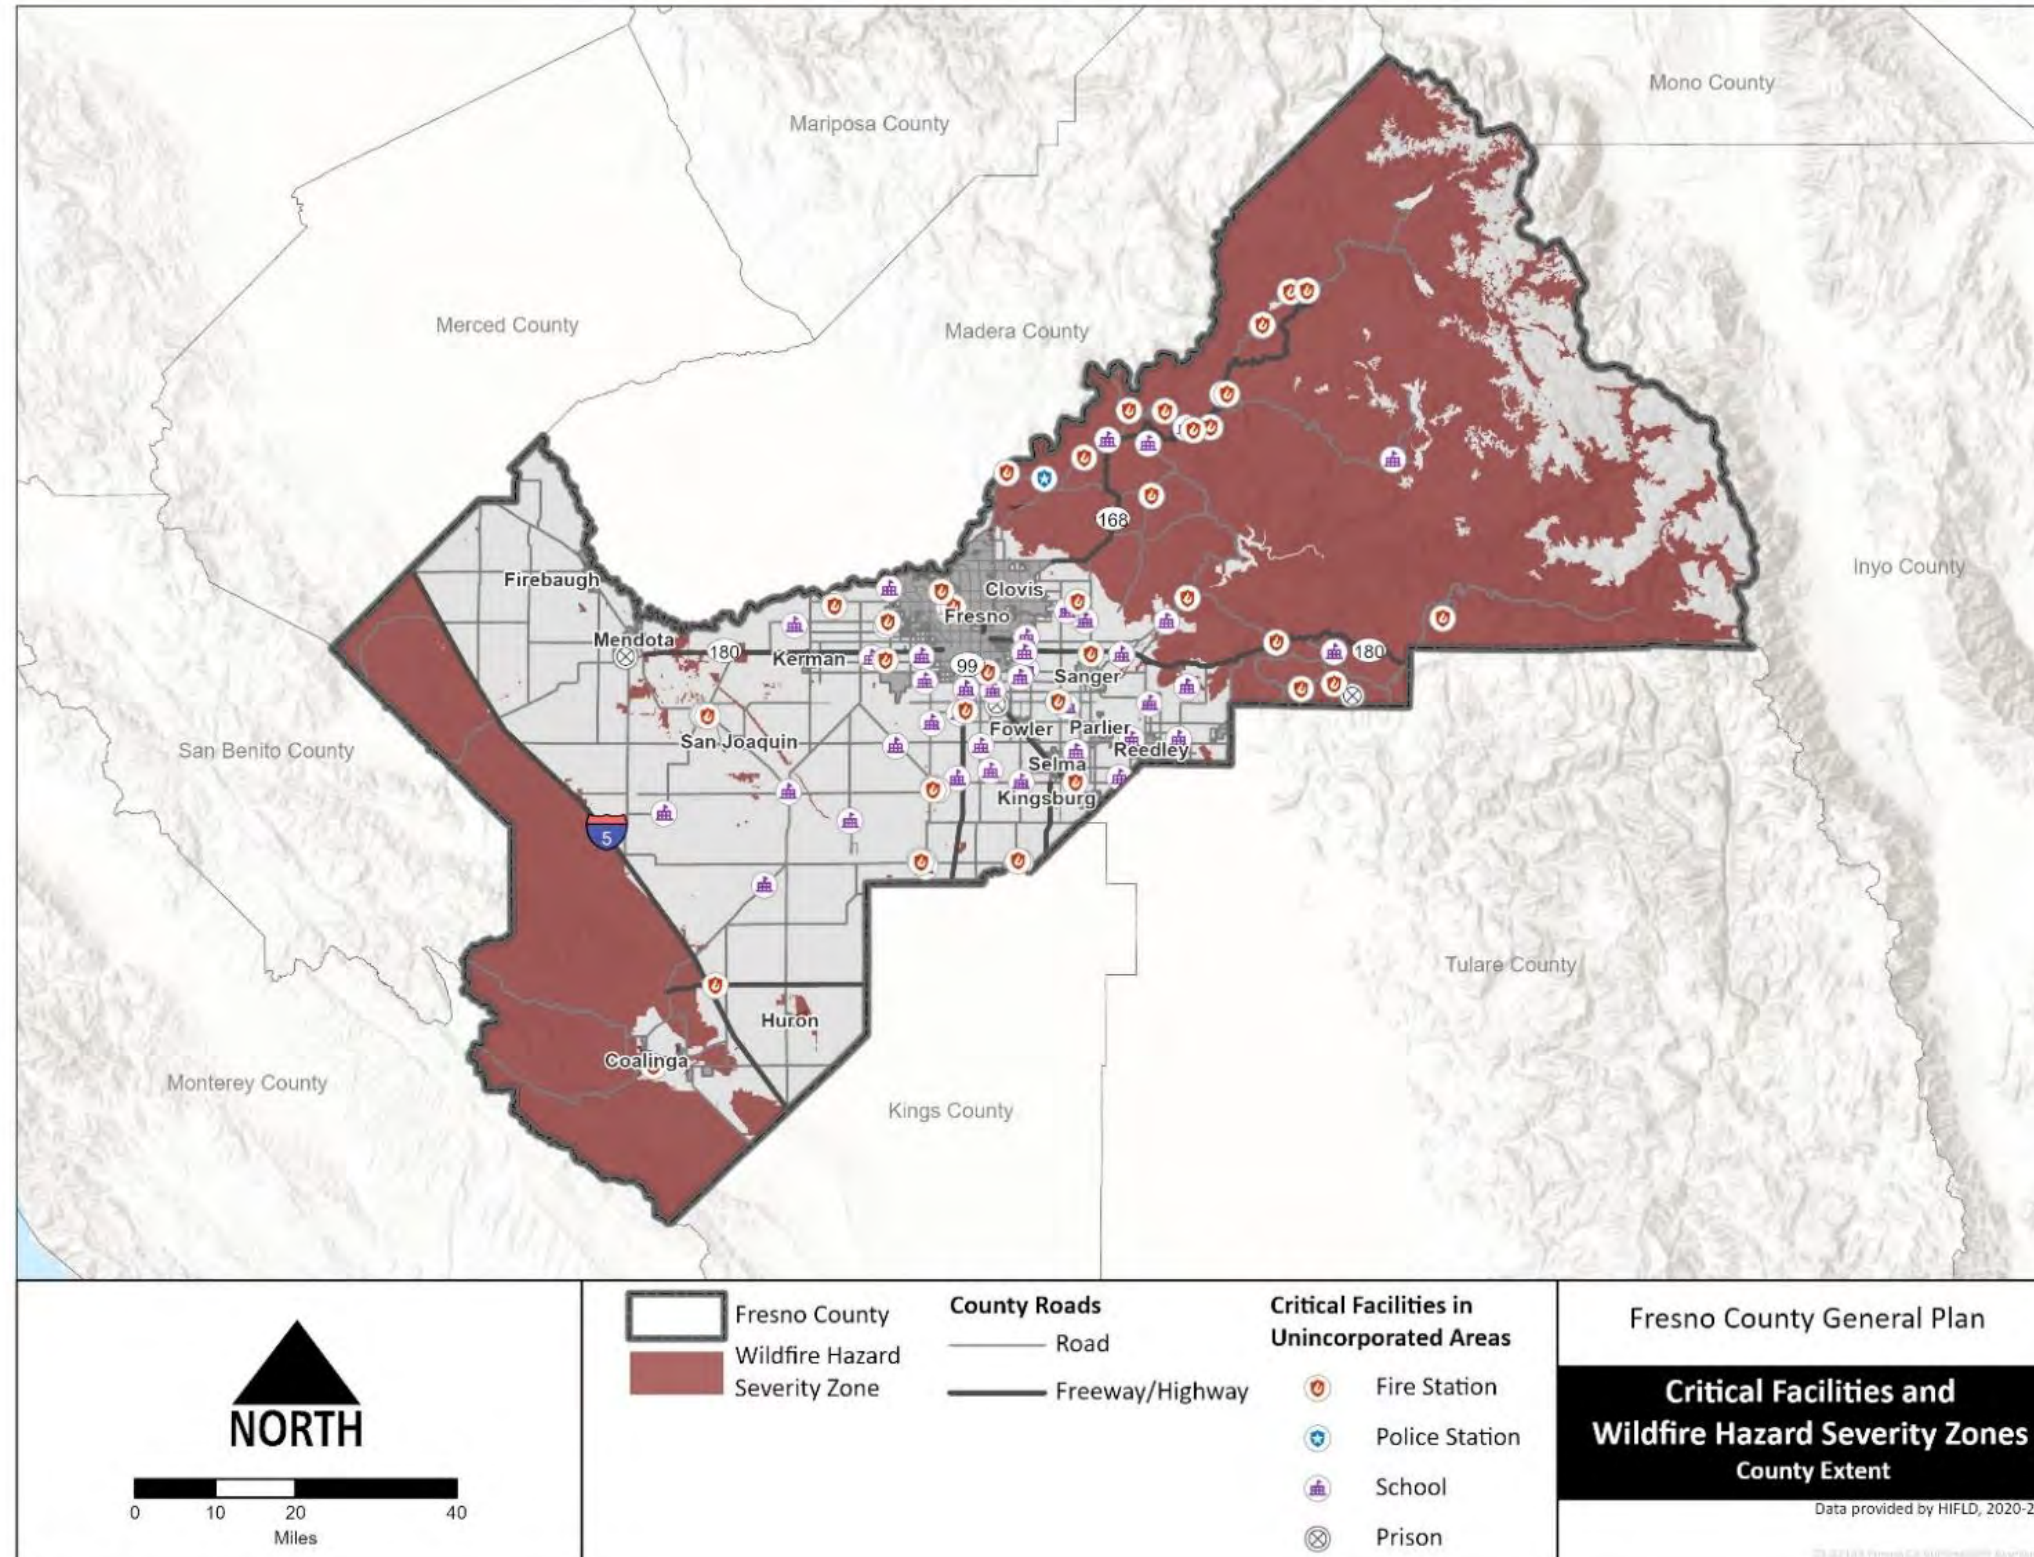 Mono County
Mariposa County
Merced County
Madera County
168
Inyo County
Firebaugh
Clovis
Fresno
Mendota
180
Kerman
99
180
Sanger
San Benito County
San Joaquin
Fowler
Parlier
Reedley
Selma
Kingsburg
5
Tulare County
Huron
Coalinga
Monterey County
Kings County
NORTH
0 10 20 40
Miles
Fresno County
Wildfire Hazard
Severity Zone
County Roads
Road
Freeway/Highway
Critical Facilities in
Unincorporated Areas
Fire Station
Police Station
School
Prison
Fresno County General Plan
Critical Facilities and
Wildfire Hazard Severity Zones
County Extent
Data provided by HIFLD, 2020-2